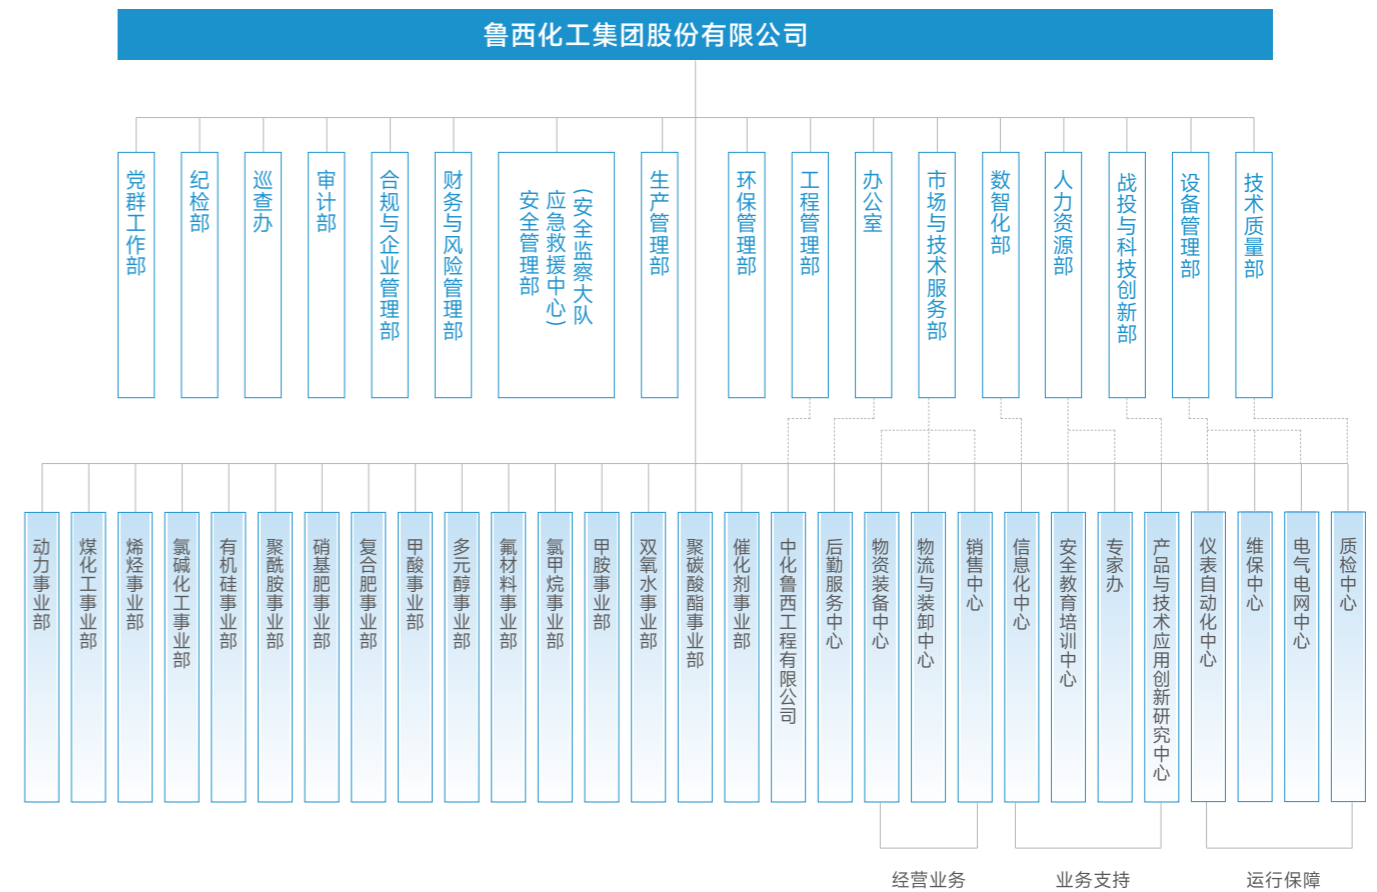 鲁西化工集团股份有限公司
党群工作部
纪检部
巡查办
审计部
合规与企业管理部
财务与风险管理部
安全管理部
应急救援中心)
(安全监察大队
生产管理部
环保管理部
工程管理部
办公室
市场与技术服务部
数智化部
人力资源部
战投与科技创新部
设备管理部
技术质量部
动力事业部
煤化工事业部
烯烃事业部
氯碱化工事业部
有机硅事业部
聚酰胺事业部
硝基肥事业部
复合肥事业部
甲酸事业部
多元醇事业部
氟材料事业部
氯甲烷事业部
甲胺事业部
双氧水事业部
聚碳酸酯事业部
催化剂事业部
中化鲁西工程有限公司
后勤服务中心
物资装备中心
物流与装卸中心
销售中心
信息化中心
安全教育培训中心
专家办
产品与技术应用创新研究中心
仪表自动化中心
维保中心
电气电网中心
质检中心
经营业务
业务支持
运行保障